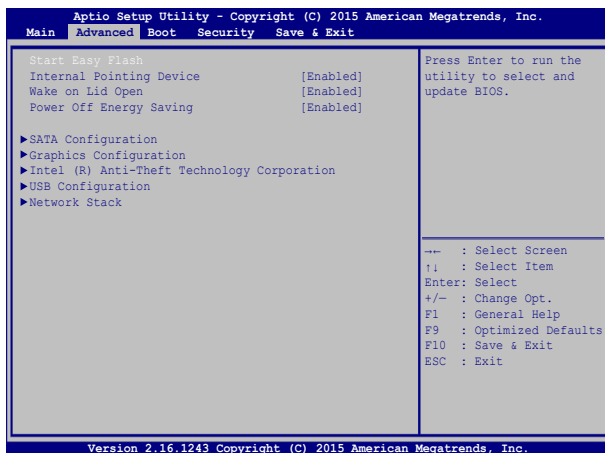 Aptio Setup Utility - Copyright (C) 2015 American Megatrends, Inc.
Main Advanced Boot Security Save & Exit
Start Easy Flash
Internal Pointing Device [Enabled]
Wake on Lid Open [Enabled]
Power Off Energy Saving [Enabled]
▶SATA Configuration
▶Graphics Configuration
▶Intel (R) Anti-Theft Technology Corporation
▶USB Configuration
▶Network Stack
Press Enter to run the
utility to select and
update BIOS.
→← : Select Screen
↑↓ : Select Item
Enter: Select
+/— : Change Opt.
F1 : General Help
F9 : Optimized Defaults
F10 : Save & Exit
ESC : Exit
Version 2.16.1243 Copyright (C) 2015 American Megatrends, Inc.